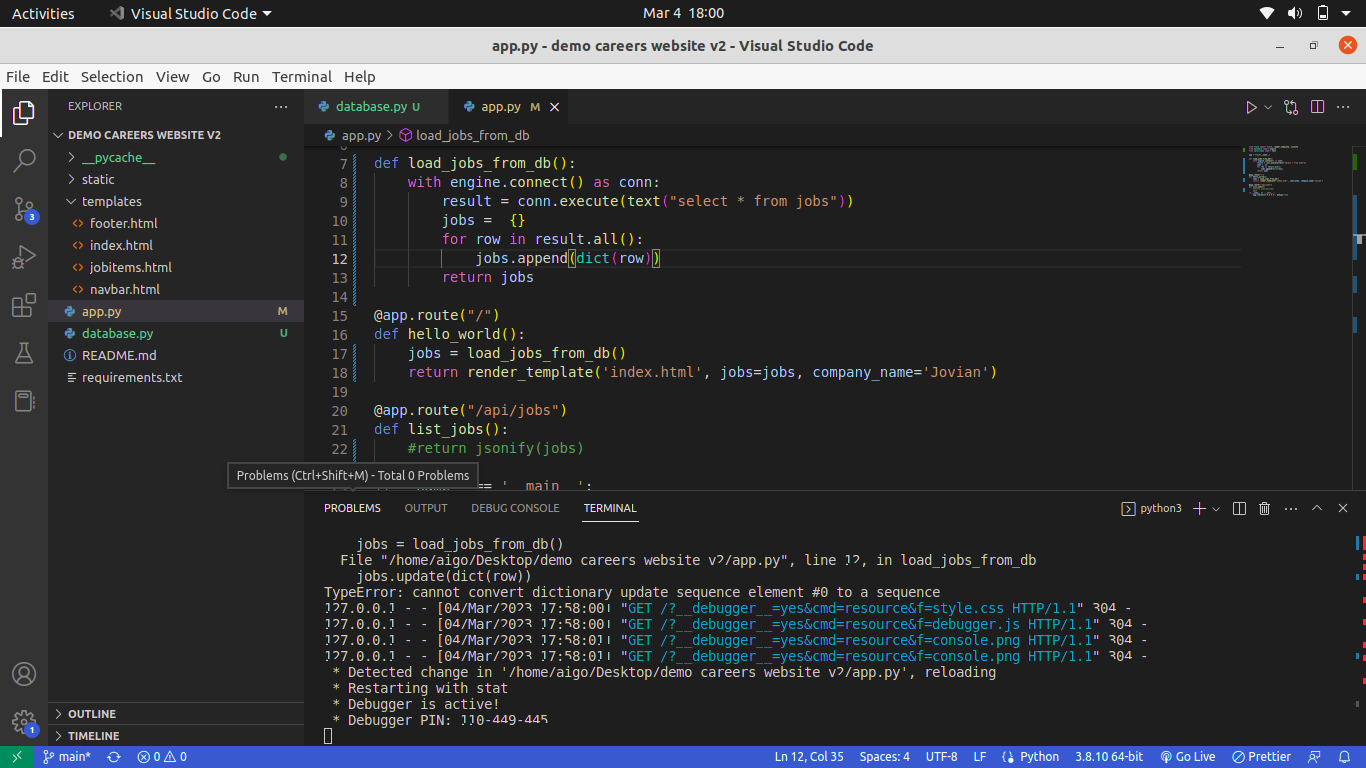 Activities Visual Studio Code Mar 4 18:00
app.py - demo careers website v2 - Visual Studio Code
File Edit Selection View Go Run Terminal Help
EXPLORER
DEMO CAREERS WEBSITE V2
__pycache__
static
templates
footer.html
index.html
jobitems.html
navbar.html
app.py M
database.py U
README.md
requirements.txt
OUTLINE
TIMELINE
3
1
database.py U app.py M
app.py > load_jobs_from_db
6
7 def load_jobs_from_db():
8 with engine.connect() as conn:
9 result = conn.execute(text("select * from jobs"))
10 jobs =  {}
11 for row in result.all():
12 jobs.append(dict(row))
13 return jobs
14
15 @app.route("/")
16 def hello_world():
17 jobs = load_jobs_from_db()
18 return render_template('index.html', jobs=jobs, company_name='Jovian')
19
20 @app.route("/api/jobs")
21 def list_jobs():
22 #return jsonify(jobs)
Problems (Ctrl+Shift+M) - Total 0 Problems
== '__main__':
PROBLEMS OUTPUT DEBUG CONSOLE TERMINAL python3
jobs = load_jobs_from_db()
File "/home/aigo/Desktop/demo careers website v2/app.py", line 12, in load_jobs_from_db
jobs.update(dict(row))
TypeError: cannot convert dictionary update sequence element #0 to a sequence
127.0.0.1 - - [04/Mar/2023 17:58:00] "GET /?__debugger__=yes&cmd=resource&f=style.css HTTP/1.1" 304 -
127.0.0.1 - - [04/Mar/2023 17:58:00] "GET /?__debugger__=yes&cmd=resource&f=debugger.js HTTP/1.1" 304 -
127.0.0.1 - - [04/Mar/2023 17:58:01] "GET /?__debugger__=yes&cmd=resource&f=console.png HTTP/1.1" 304 -
127.0.0.1 - - [04/Mar/2023 17:58:01] "GET /?__debugger__=yes&cmd=resource&f=console.png HTTP/1.1" 304 -
* Detected change in '/home/aigo/Desktop/demo careers website v2/app.py', reloading
* Restarting with stat
* Debugger is active!
* Debugger PIN: 110-449-445
main* 0 0 Ln 12, Col 35 Spaces: 4 UTF-8 LF Python 3.8.10 64-bit Go Live Prettier